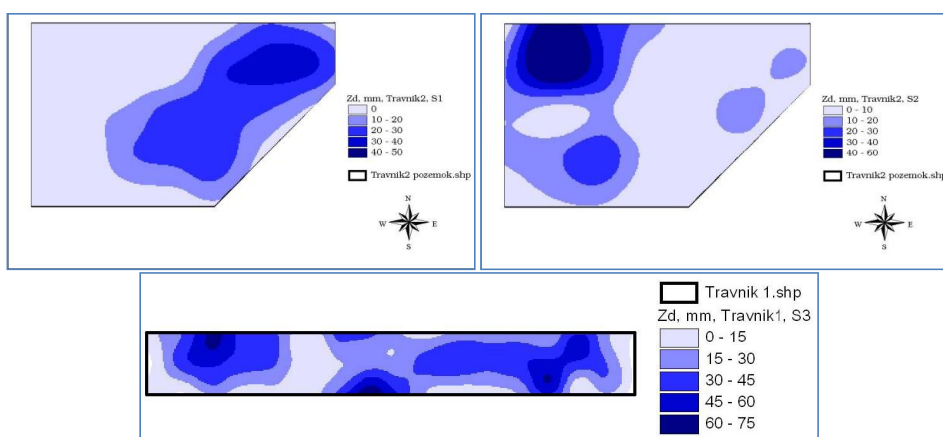 Zd, mm, Travnik2, S1
0
10 - 20
20 - 30
30 - 40
40 - 50
Travnik2 pozemok.shp
N
W E
S
Zd, mm, Travnik2, S2
0 - 10
10 - 20
20 - 30
30 - 40
40 - 60
Travnik2 pozemok.shp
N
W E
S
Travnik 1.shp
Zd, mm, Travnik1, S3
0 - 15
15 - 30
30 - 45
45 - 60
60 - 75